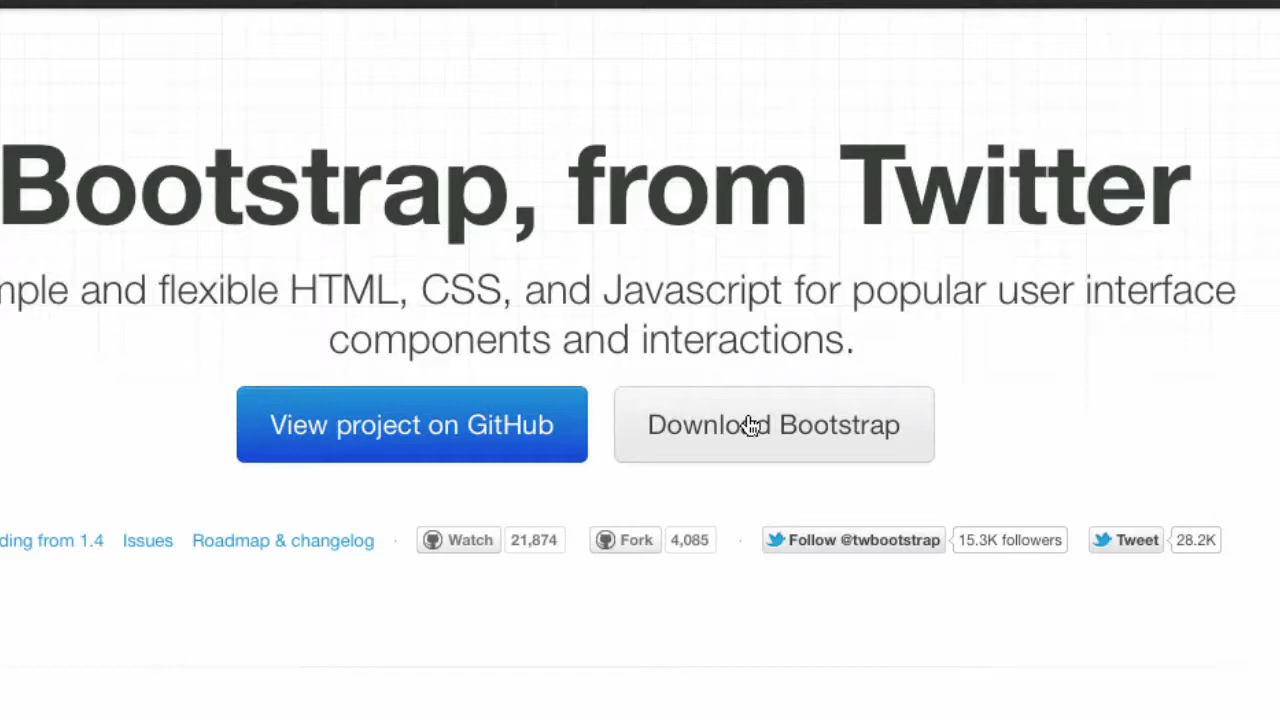 Bootstrap, from Twitter
mple and flexible HTML, CSS, and Javascript for popular user interface
components and interactions.
View project on GitHub Download Bootstrap
ding from 1.4 Issues Roadmap & changelog · Watch 21,874 Fork 4,085 · Follow @twbootstrap 15.3K followers Tweet 28.2K